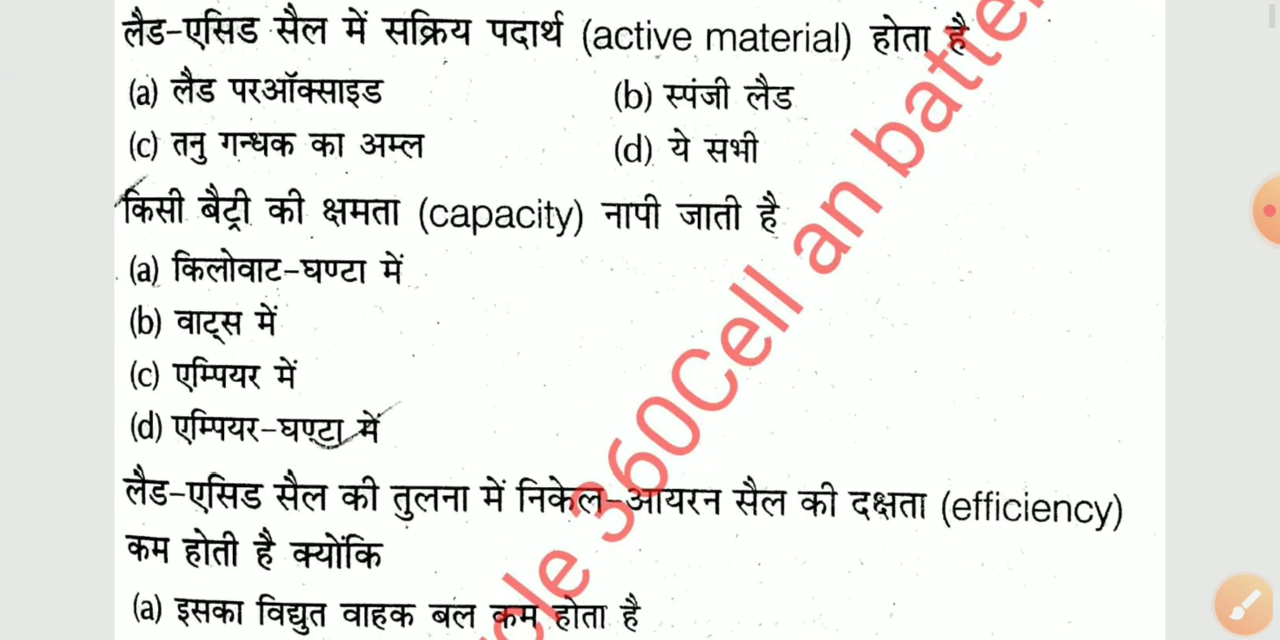 लैड-एसिड सैल में सक्रिय पदार्थ (active material) होता है
(a) लैड परऑक्साइड (b) स्पंजी लैड
(c) तनु गन्धक का अम्ल (d) ये सभी
किसी बैट्री की क्षमता (capacity) नापी जाती है
(a) किलोवाट-घण्टा में
(b) वाट्स में
(c) एम्पियर में
(d) एम्पियर-घण्टा में
लैड-एसिड सैल की तुलना में निकेल-आयरन सैल की दक्षता (efficiency)
कम होती है क्योंकि
(a) इसका विद्युत वाहक बल कम होता है
cle 360Cell an batte